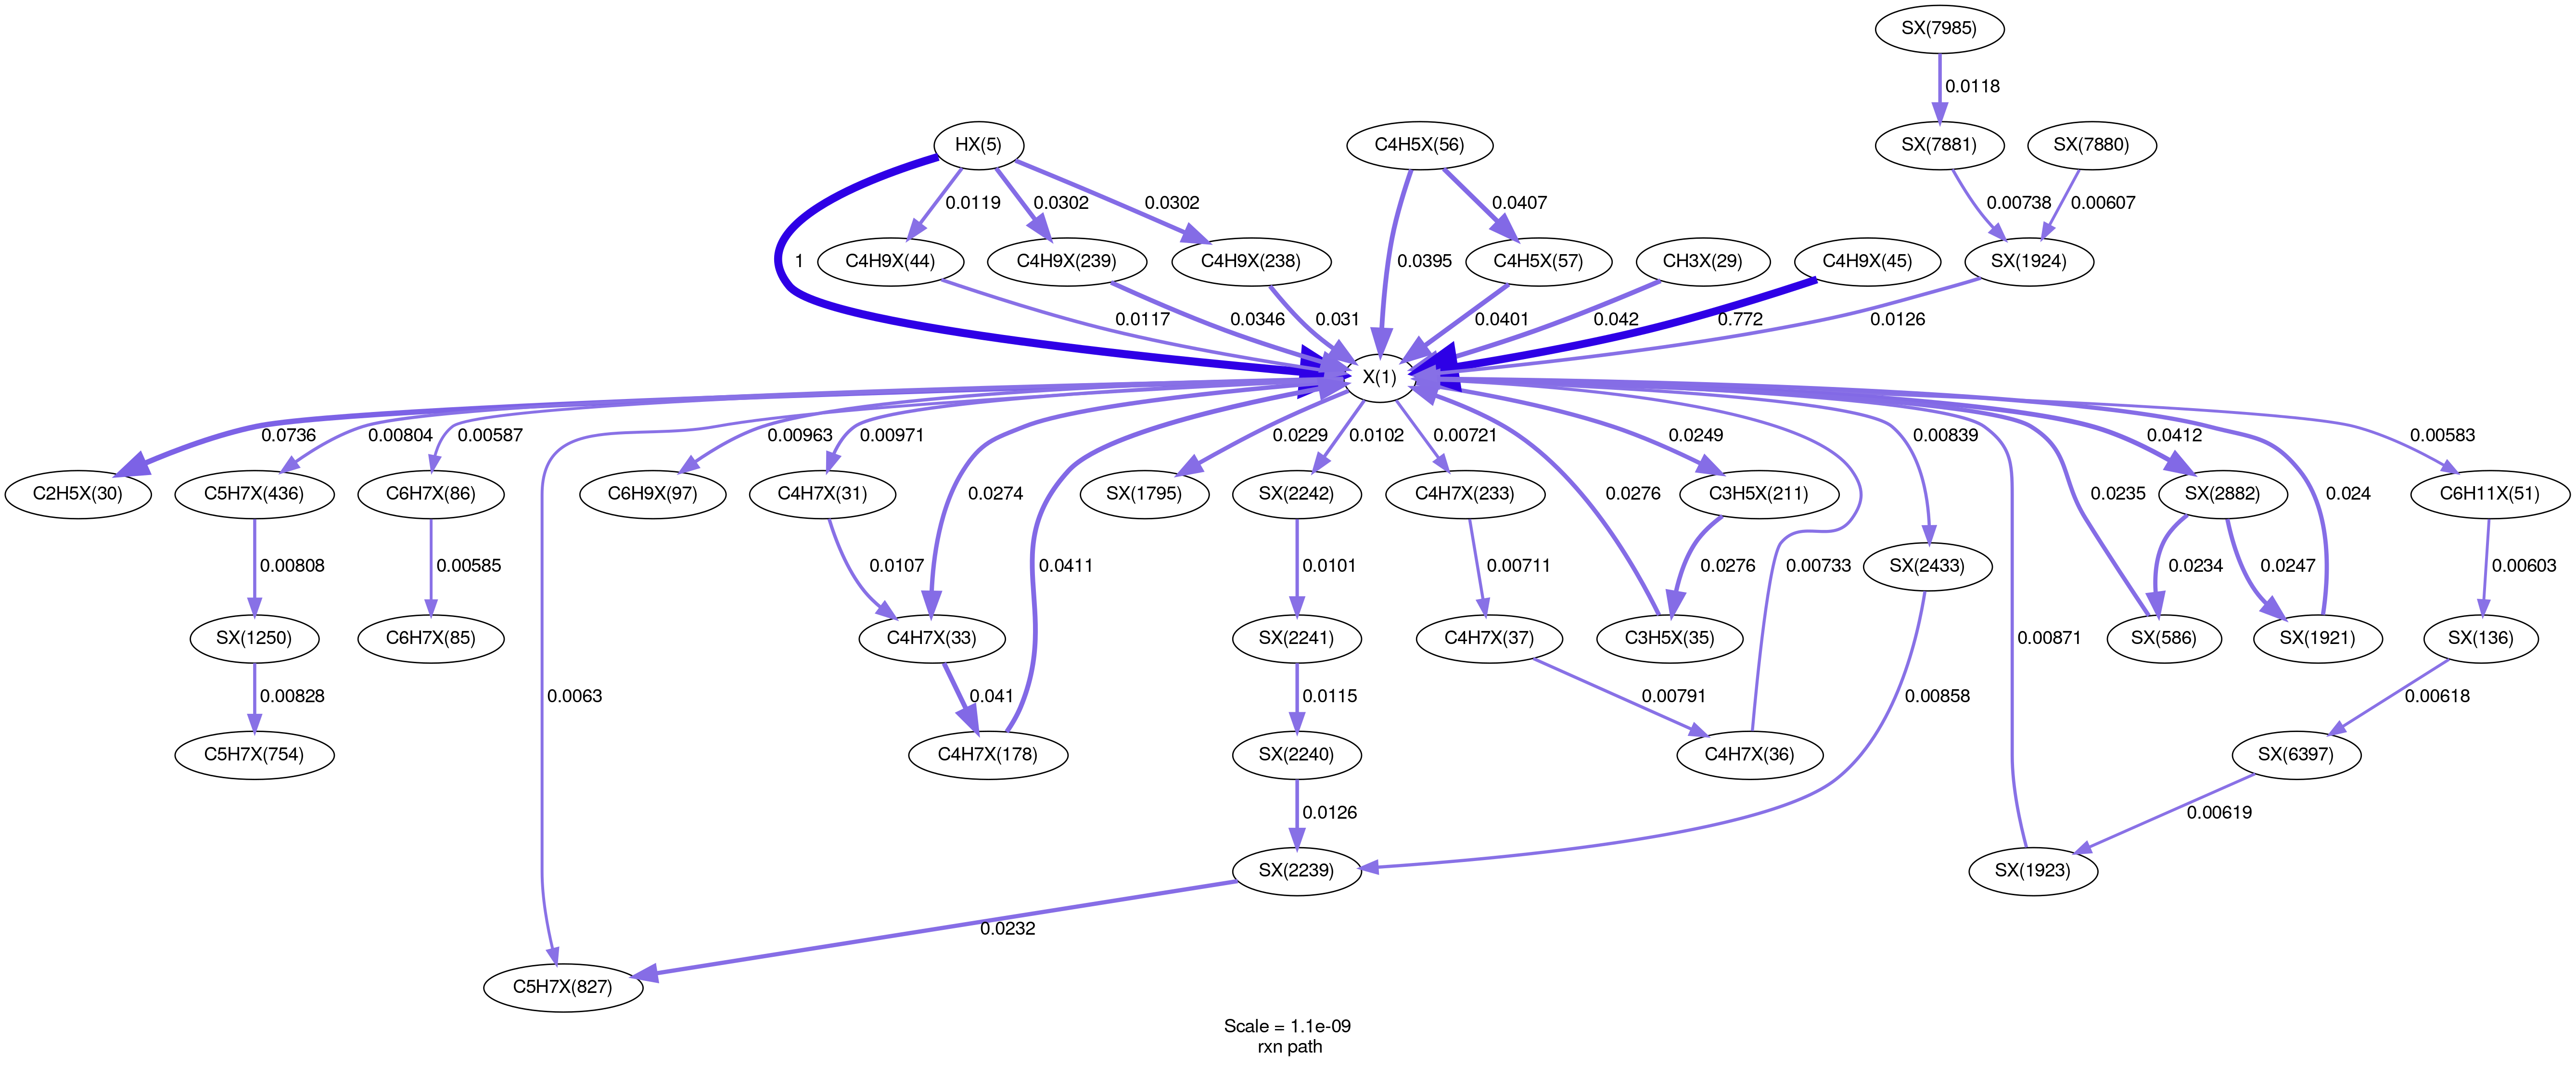 SX(7985)
0.0118
HX(5)
C4H5X(56)
SX(7881)
SX(7880)
0.0119
0.0302
0.0302
0.0407
0.00738
0.00607
1
C4H9X(44)
C4H9X(239)
C4H9X(238)
0.0395
C4H5X(57)
CH3X(29)
C4H9X(45)
SX(1924)
0.0117
0.0346
0.031
0.0401
0.042
0.772
0.0126
X(1)
0.0736
0.00804
0.00587
0.00963
0.00971
0.0229
0.0102
0.00721
0.0249
0.00839
0.0412
0.00583
C2H5X(30)
C5H7X(436)
C6H7X(86)
C6H9X(97)
C4H7X(31)
0.0274
SX(1795)
SX(2242)
C4H7X(233)
0.0276
C3H5X(211)
0.0235
SX(2882)
0.024
C6H11X(51)
0.00808
0.00585
0.0107
0.0411
0.0101
0.00711
0.0276
0.00733
SX(2433)
0.0234
0.0247
0.00603
SX(1250)
C6H7X(85)
C4H7X(33)
SX(2241)
C4H7X(37)
C3H5X(35)
0.00871
SX(586)
SX(1921)
SX(136)
0.00828
0.0063
0.041
0.0115
0.00791
0.00858
0.00618
C5H7X(754)
C4H7X(178)
SX(2240)
C4H7X(36)
SX(6397)
0.0126
0.00619
SX(2239)
SX(1923)
0.0232
C5H7X(827)
Scale = 1.1e-09
rxn path